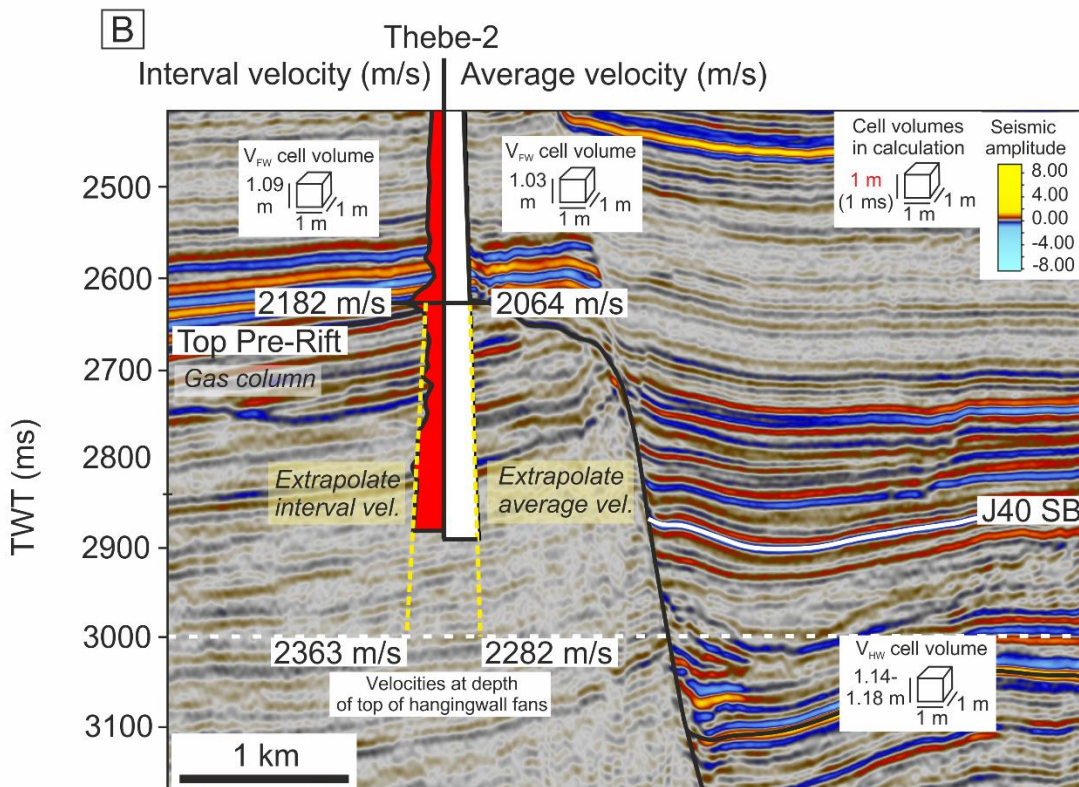 B
Thebe-2
Interval velocity (m/s)
Average velocity (m/s)
V_FW cell volume
1.09
m
1 m
1 m
V_FW cell volume
1.03
m
1 m
1 m
Cell volumes
in calculation
1 m
(1 ms)
1 m
1 m
Seismic
amplitude
8.00
4.00
0.00
-4.00
-8.00
TWT (ms)
2500
2600
2700
2800
2900
3000
3100
2182 m/s
2064 m/s
Top Pre-Rift
Gas column
Extrapolate
interval vel.
Extrapolate
average vel.
J40 SB
2363 m/s
2282 m/s
Velocities at depth
of top of hangingwall fans
V_HW cell volume
1.14-
1.18 m
1 m
1 m
1 km